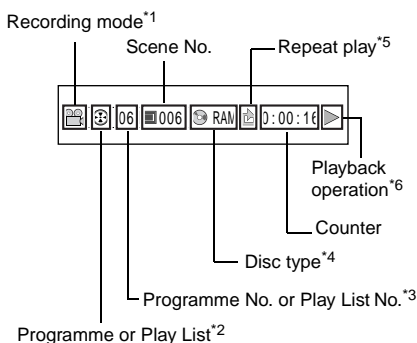 Recording mode*1
Scene No.
Repeat play*5
06
006
RAM
0:00:16
Playback
operation*6
Counter
Disc type*4
Programme No. or Play List No.*3
Programme or Play List*2